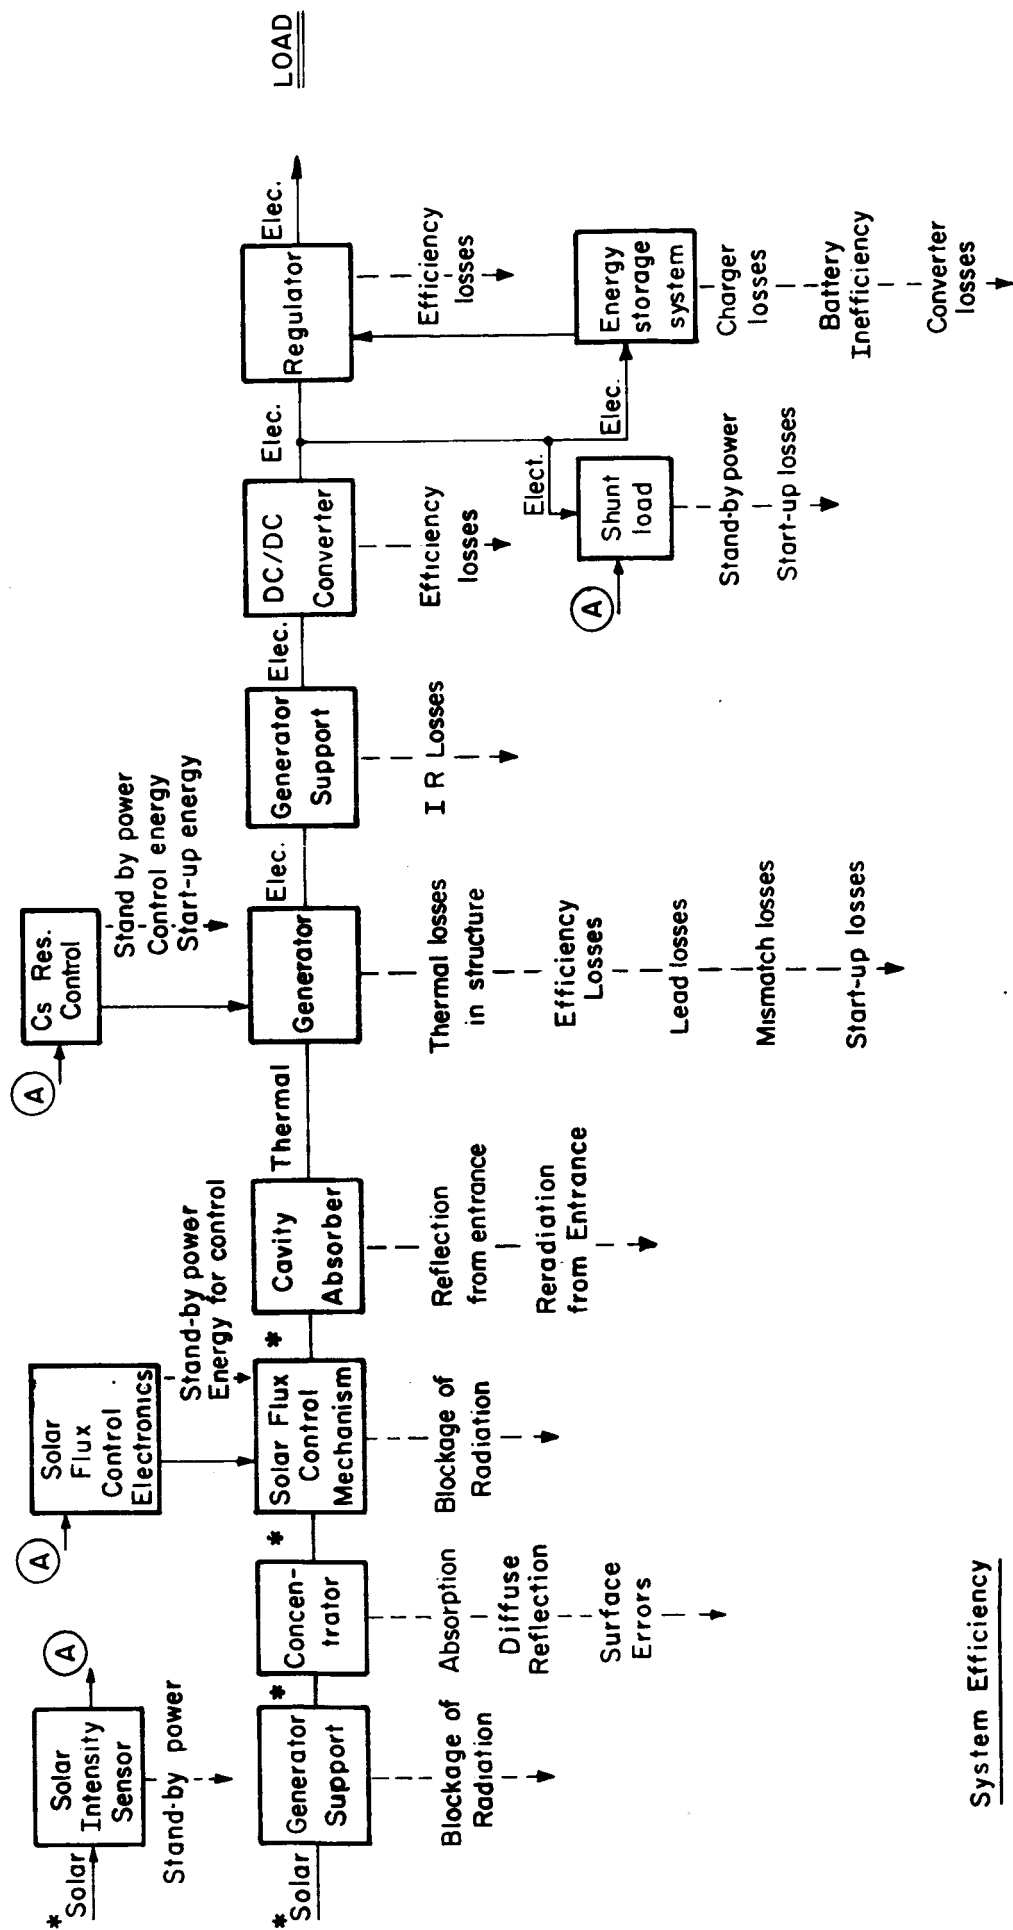 * Solar
Solar
Intensity
Sensor
A
Stand-by power
A
Solar
Flux
Control
Electronics
Stand-by power
Energy for control
A
Cs Res.
Control
Stand by power
Control energy
Start-up energy
* Solar
Generator
Support
*
Concen-
trator
*
Solar Flux
Control
Mechanism
*
Cavity
Absorber
Thermal
Generator
Elec.
Generator
Support
Elec.
DC/DC
Converter
Elec.
Regulator
Elec.
LOAD
Blockage of
Radiation
Absorption
Diffuse
Reflection
Surface
Errors
Blockage of
Radiation
Reflection
from entrance
Reradiation
from Entrance
Thermal losses
in structure
Efficiency
Losses
Lead losses
Mismatch losses
Start-up losses
I R Losses
Efficiency
losses
Efficiency
losses
Elect.
Elec.
A
Shunt
load
Stand-by power
Start-up losses
Energy
storage
system
Charger
losses
Battery
Inefficiency
Converter
losses
System Efficiency